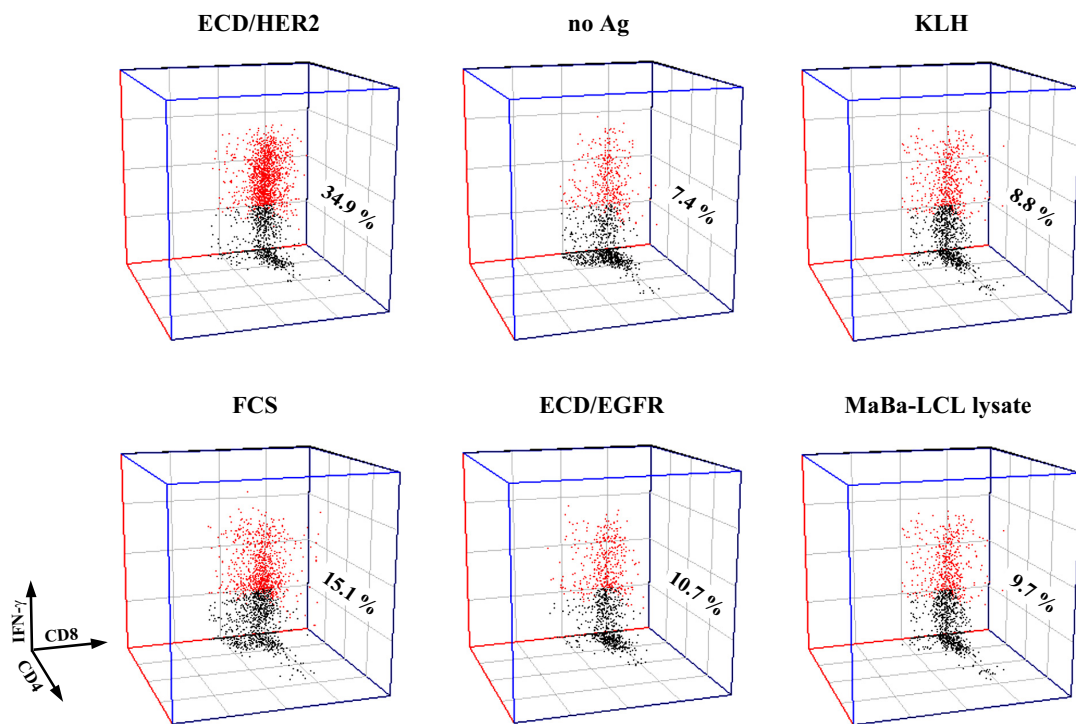 ECD/HER2
no Ag
KLH
34.9 %
7.4 %
8.8 %
FCS
ECD/EGFR
MaBa-LCL lysate
15.1 %
10.7 %
9.7 %
IFN-γ
CD8
CD4